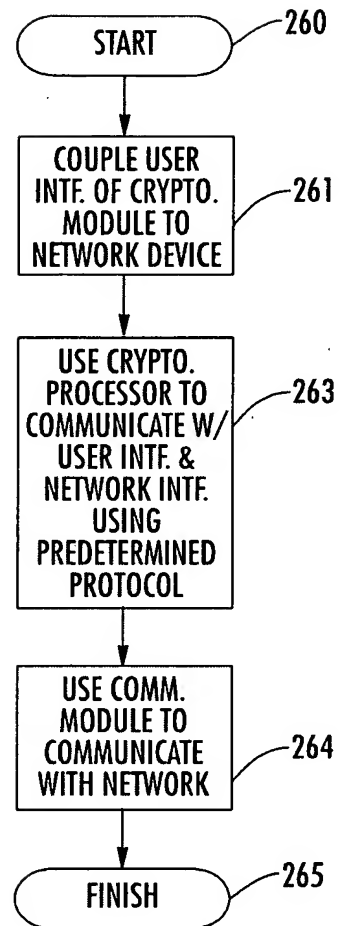 START
260
COUPLE USER
INTF. OF CRYPTO.
MODULE TO
NETWORK DEVICE
261
USE CRYPTO.
PROCESSOR TO
COMMUNICATE W/
USER INTF. &
NETWORK INTF.
USING
PREDETERMINED
PROTOCOL
263
USE COMM.
MODULE TO
COMMUNICATE
WITH NETWORK
264
FINISH
265